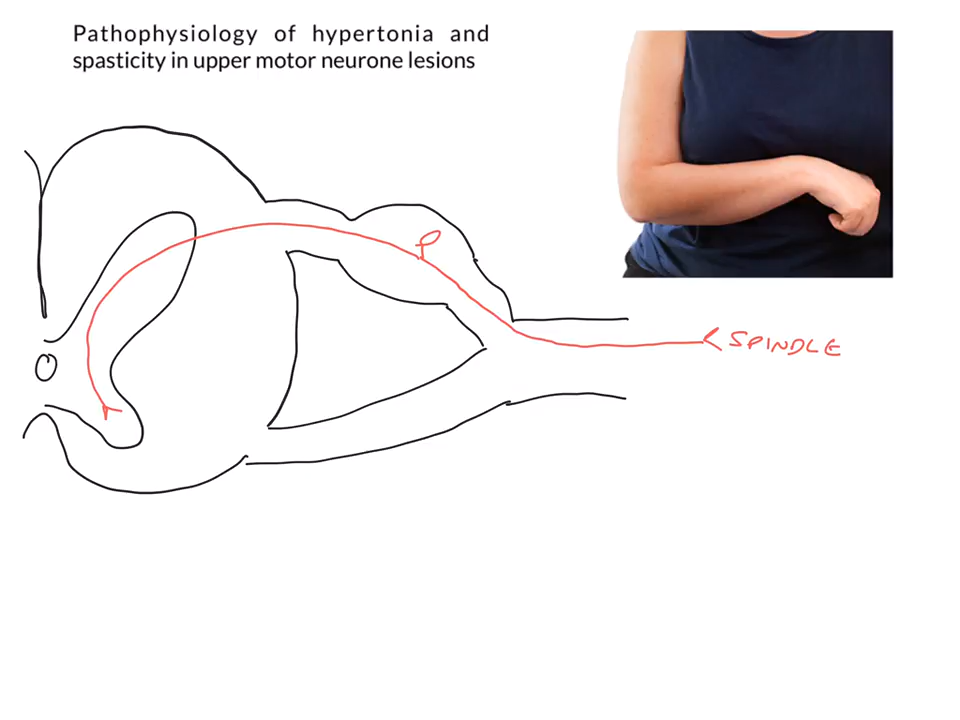 Pathophysiology of hypertonia and
spasticity in upper motor neurone lesions
SPINDLE